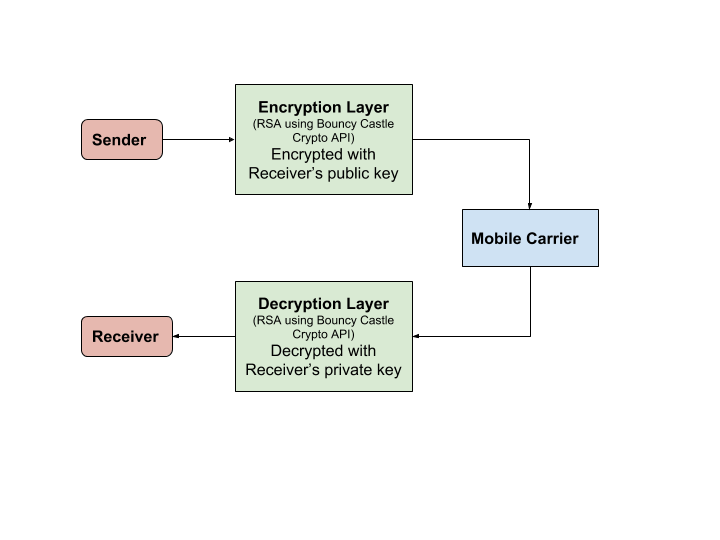 Encryption Layer
(RSA using Bouncy Castle
Crypto API)
Encrypted with
Receiver's public key
Sender
Mobile Carrier
Decryption Layer
(RSA using Bouncy Castle
Crypto API)
Decrypted with
Receiver's private key
Receiver